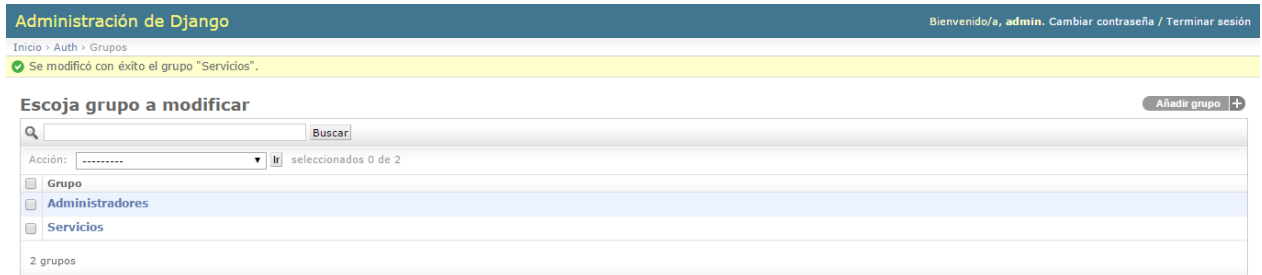 Administración de Django
Bienvenido/a, admin. Cambiar contraseña / Terminar sesión
Inicio › Auth › Grupos
Se modificó con éxito el grupo "Servicios".
Escoja grupo a modificar
Añadir grupo +
Buscar
Acción: --------- Ir seleccionados 0 de 2
Grupo
Administradores
Servicios
2 grupos